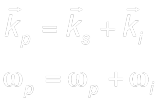 k⃗ₚ = k⃗ₛ + k⃗ᵢ
ωₚ = ωₚ + ωᵢ